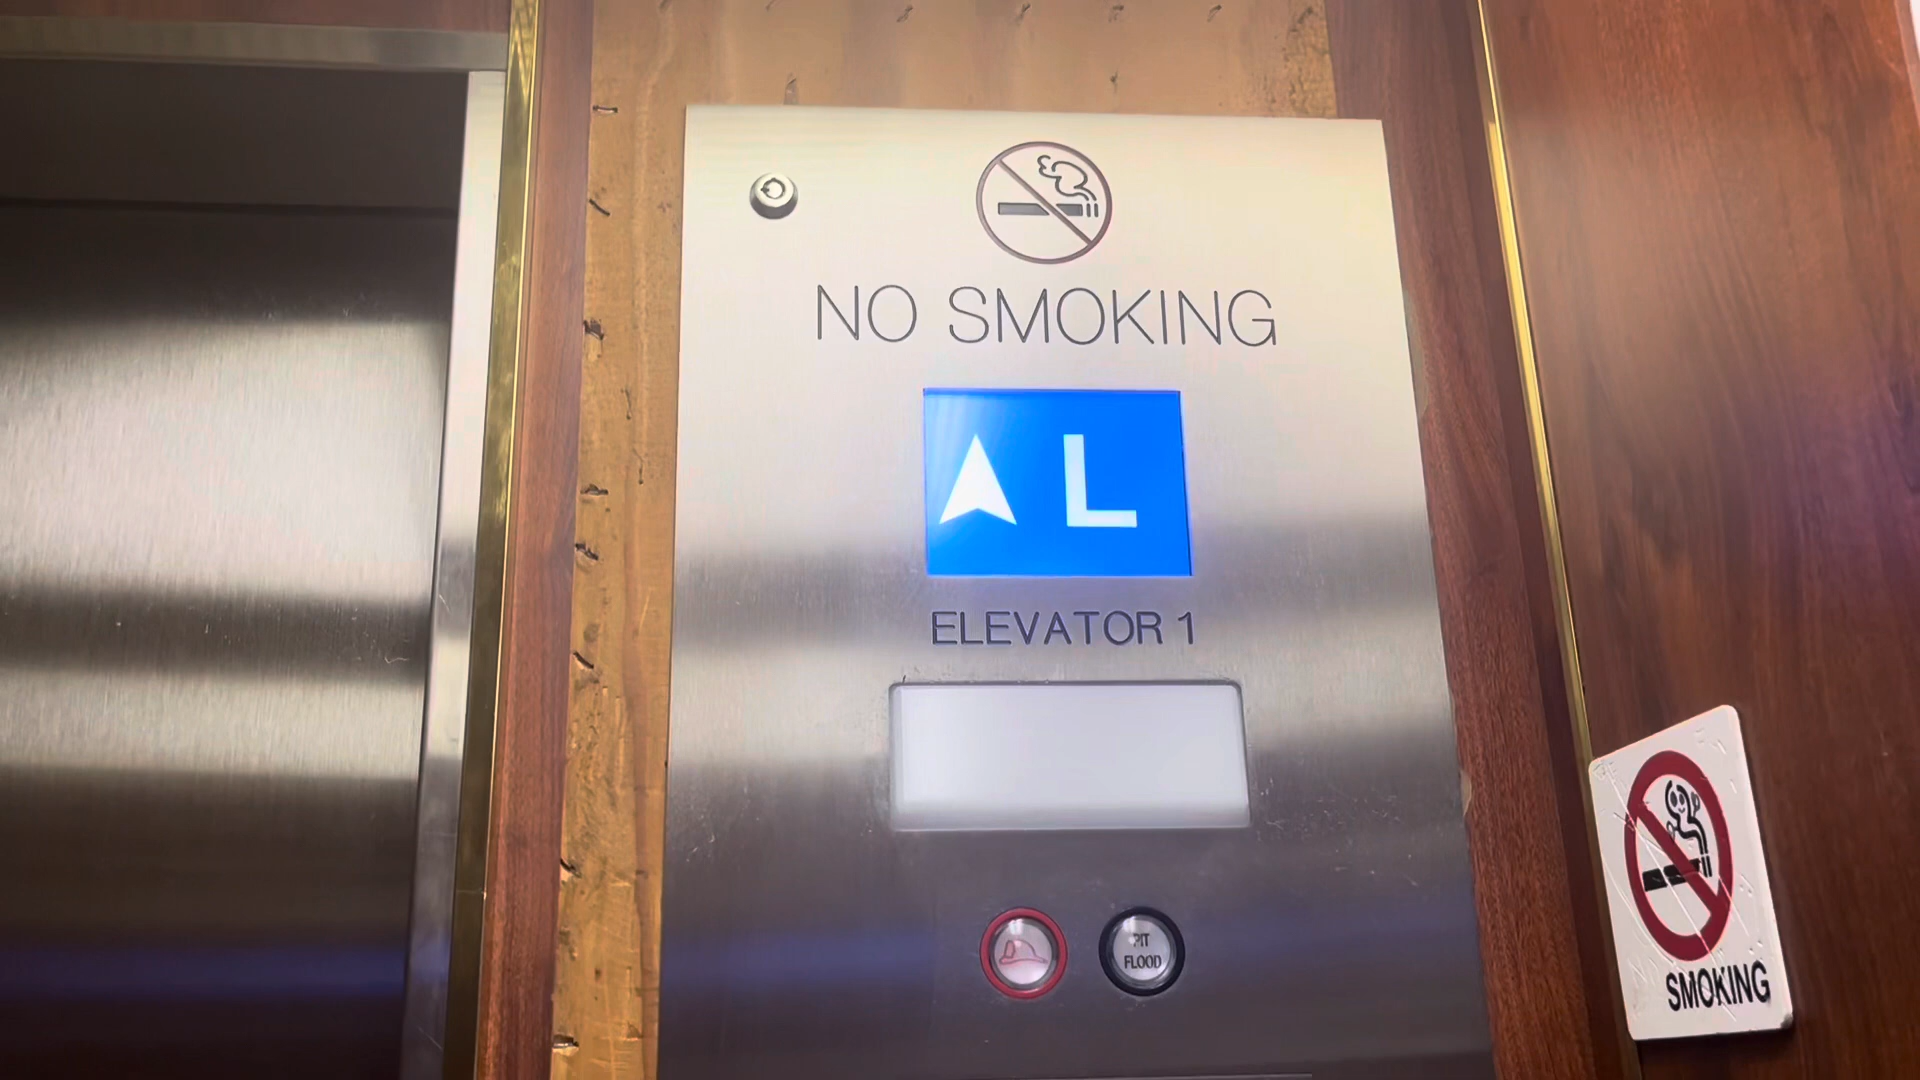 NO SMOKING
L
ELEVATOR 1
PIT
FLOOD
SMOKING